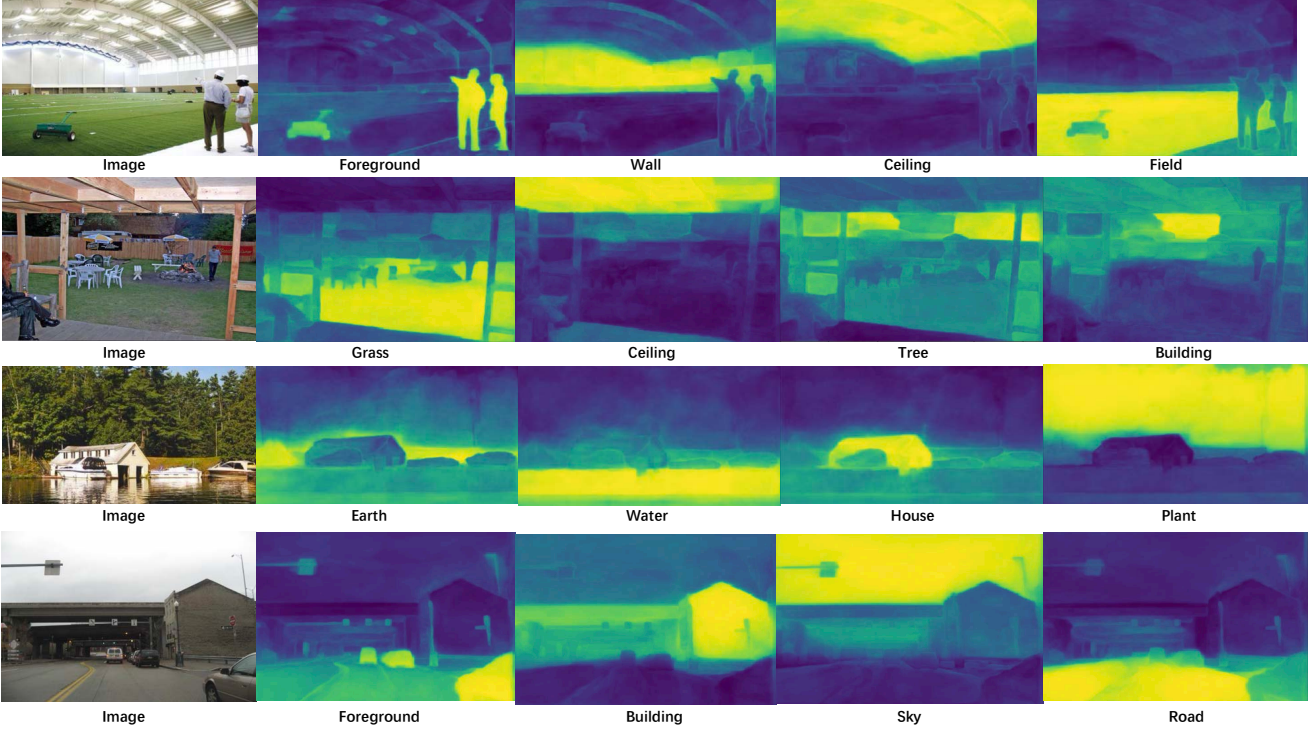 Image Foreground Wall Ceiling Field
Image Grass Ceiling Tree Building
Image Earth Water House Plant
Image Foreground Building Sky Road